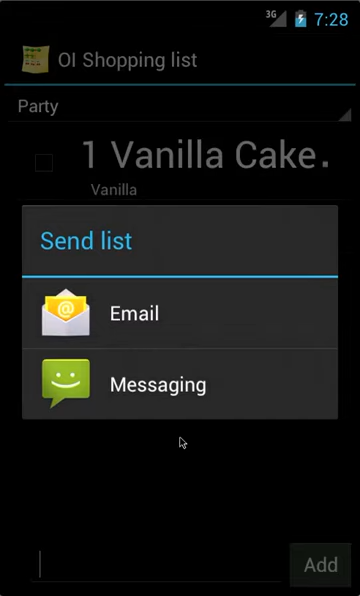 3G 7:28
OI Shopping list
Party
1 Vanilla Cake.
Vanilla
Send list
@ Email
Messaging
Add